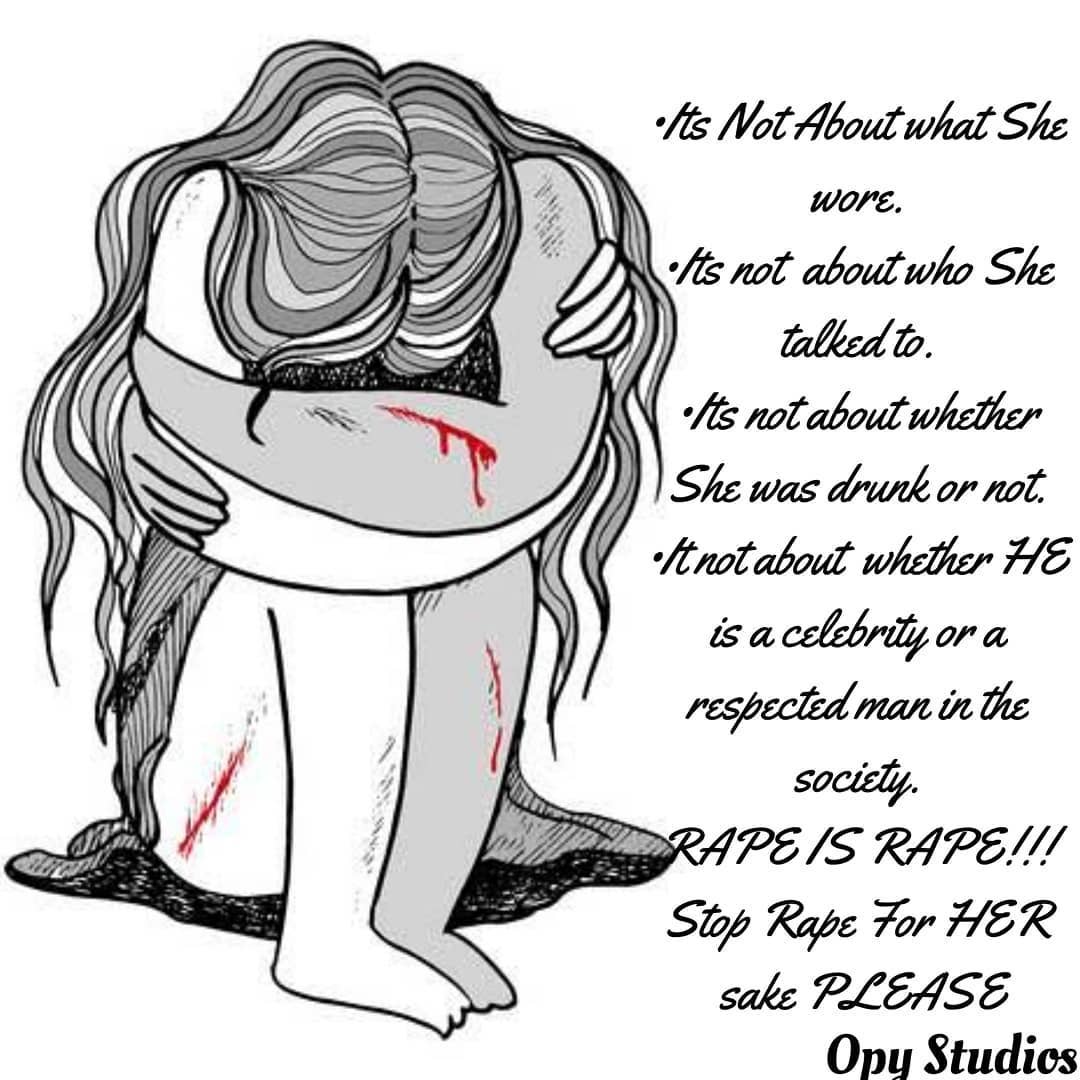 •Its Not About what She
wore.
•Its not about who She
talked to.
•Its not about whether
She was drunk or not.
•It not about whether HE
is a celebrity or a
respected man in the
society.
RAPE IS RAPE!!!
Stop Rape For HER
sake PLEASE
Opy Studios